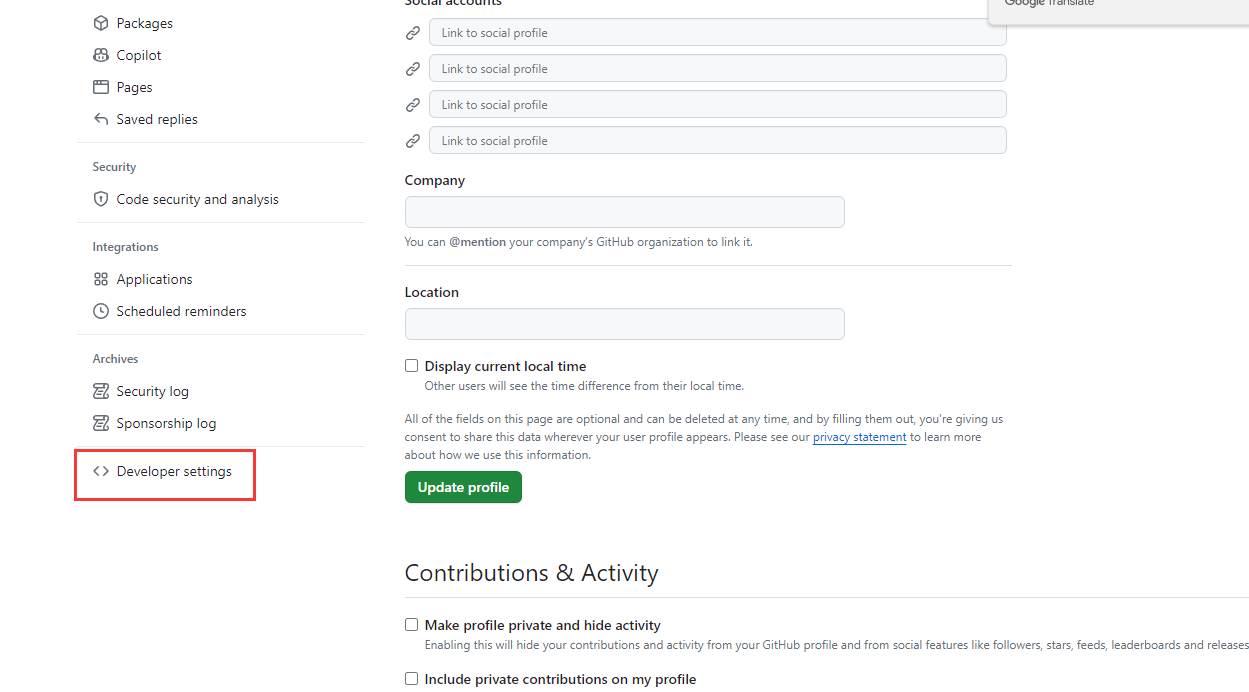 Packages
Copilot
Pages
Saved replies
Security
Code security and analysis
Integrations
Applications
Scheduled reminders
Archives
Security log
Sponsorship log
Developer settings
Social accounts
Link to social profile
Link to social profile
Link to social profile
Link to social profile
Company
You can @mention your company's GitHub organization to link it.
Location
Display current local time
Other users will see the time difference from their local time.
All of the fields on this page are optional and can be deleted at any time, and by filling them out, you're giving us
consent to share this data wherever your user profile appears. Please see our privacy statement to learn more
about how we use this information.
Update profile
Contributions & Activity
Make profile private and hide activity
Enabling this will hide your contributions and activity from your GitHub profile and from social features like followers, stars, feeds, leaderboards and releases
Include private contributions on my profile
Google Translate